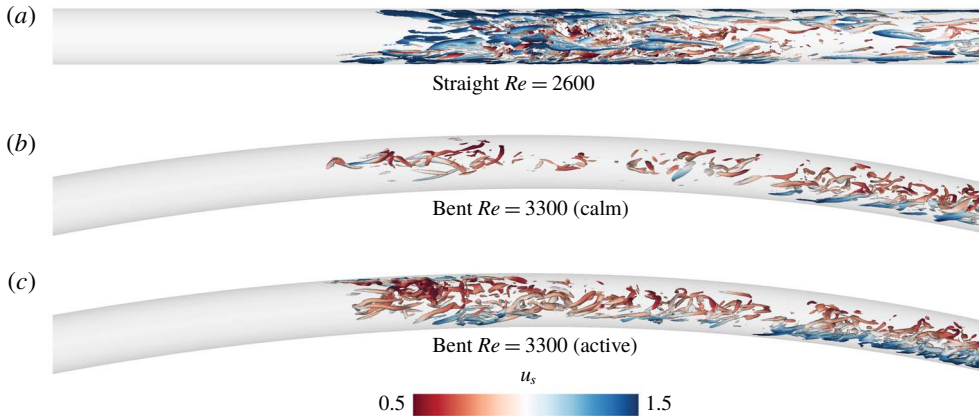 (a)
Straight Re = 2600
(b)
Bent Re = 3300 (calm)
(c)
Bent Re = 3300 (active)
u_s
0.5 1.5